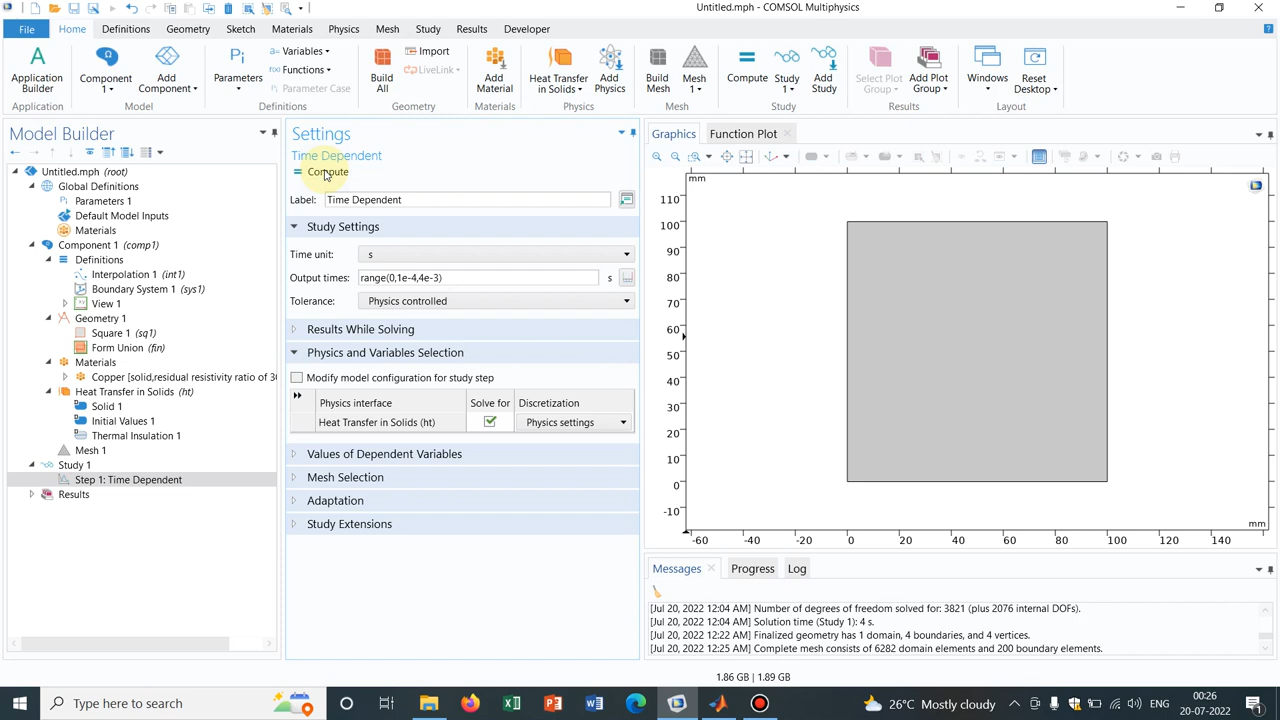 Untitled.mph - COMSOL Multiphysics
File Home Definitions Geometry Sketch Materials Physics Mesh Study Results Developer
Application Builder
Component 1
Add Component
Parameters
a= Variables
f(x) Functions
Parameter Case
Build All
Import
LiveLink
Add Material
Heat Transfer in Solids
Add Physics
Build Mesh
Mesh 1
Compute
Study 1
Add Study
Select Plot Group
Add Plot Group
Windows
Reset Desktop
Application Model Definitions Geometry Materials Physics Mesh Study Results Layout
Model Builder
Untitled.mph (root)
Global Definitions
Parameters 1
Default Model Inputs
Materials
Component 1 (comp1)
Definitions
Interpolation 1 (int1)
Boundary System 1 (sys1)
View 1
Geometry 1
Square 1 (sq1)
Form Union (fin)
Materials
Copper [solid,residual resistivity ratio of 30
Heat Transfer in Solids (ht)
Solid 1
Initial Values 1
Thermal Insulation 1
Mesh 1
Study 1
Step 1: Time Dependent
Results
Settings
Time Dependent
= Compute
Label: Time Dependent
Study Settings
Time unit: s
Output times: range(0,1e-4,4e-3) s
Tolerance: Physics controlled
Results While Solving
Physics and Variables Selection
Modify model configuration for study step
Physics interface Solve for Discretization
Heat Transfer in Solids (ht) Physics settings
Values of Dependent Variables
Mesh Selection
Adaptation
Study Extensions
Graphics Function Plot
mm
110
100
90
80
70
60
50
40
30
20
10
0
-10
mm
-60 -40 -20 0 20 40 60 80 100 120 140
Messages Progress Log
[Jul 20, 2022 12:04 AM] Number of degrees of freedom solved for: 3821 (plus 2076 internal DOFs).
[Jul 20, 2022 12:04 AM] Solution time (Study 1): 4 s.
[Jul 20, 2022 12:22 AM] Finalized geometry has 1 domain, 4 boundaries, and 4 vertices.
[Jul 20, 2022 12:25 AM] Complete mesh consists of 6282 domain elements and 200 boundary elements.
1.86 GB | 1.89 GB
Type here to search
26°C Mostly cloudy
ENG
00:26
20-07-2022